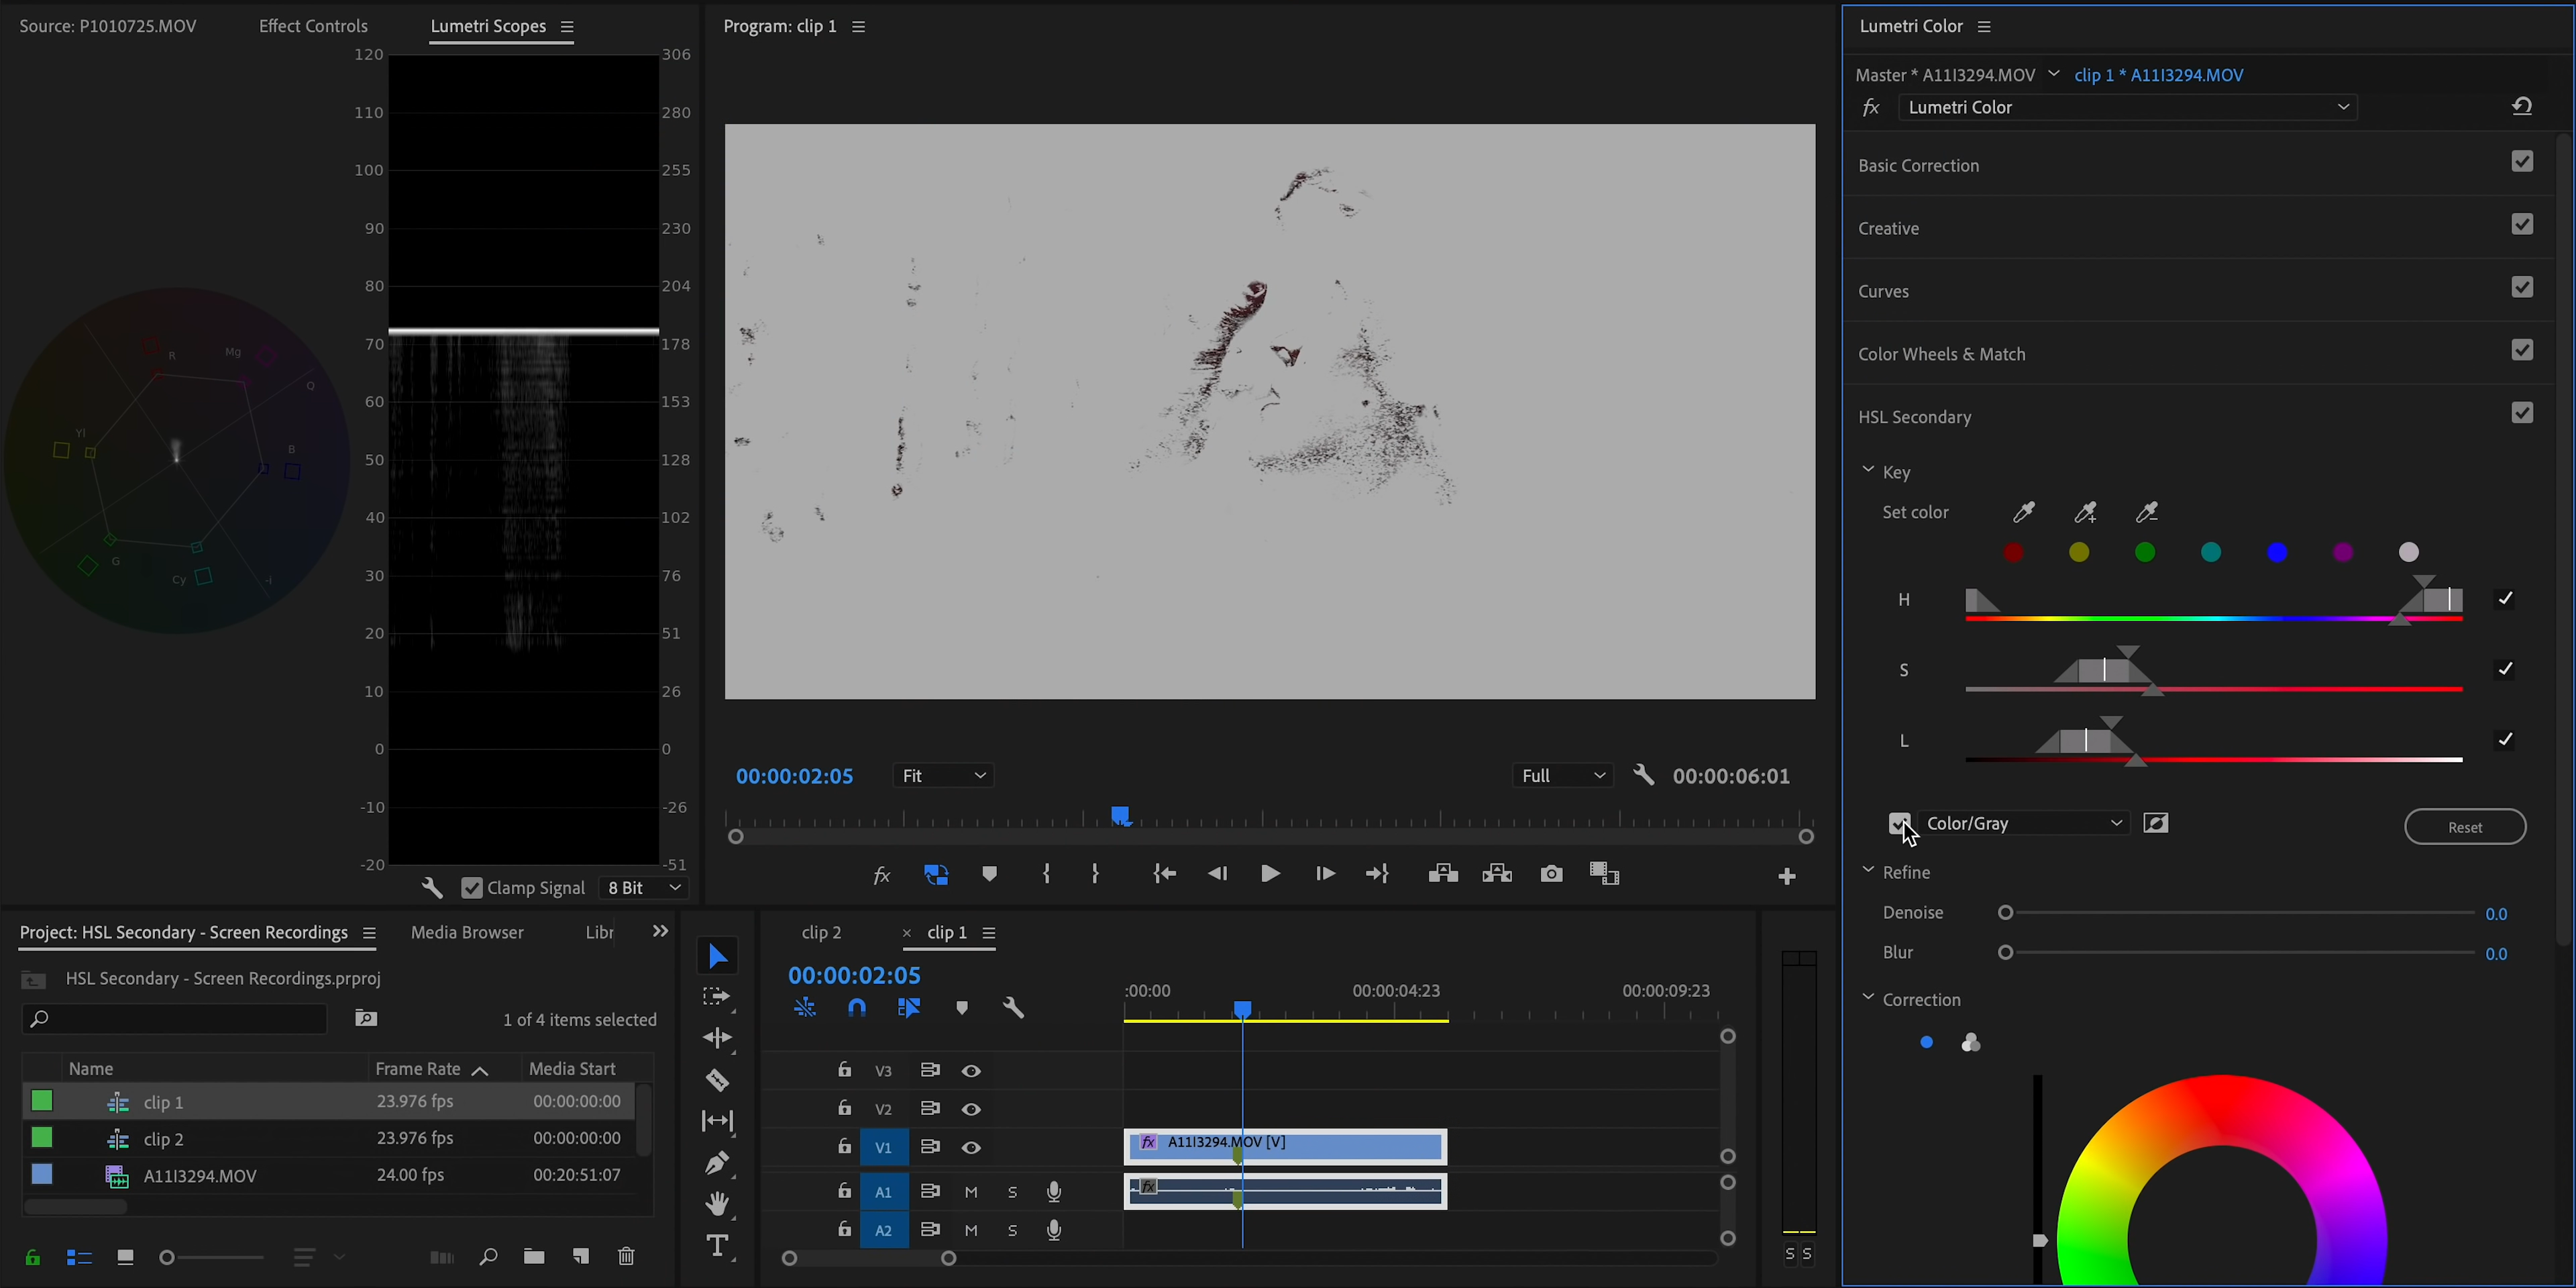 Source: P1010725.MOV
Effect Controls
Lumetri Scopes
120
110
100
90
80
70
60
50
40
30
20
10
0
-10
-20
306
280
255
230
204
178
153
128
102
76
51
26
0
-26
-51
R
Mg
Q
B
Yl
G
Cy
-I
Clamp Signal
8 Bit
Program: clip 1
00:00:02:05
Fit
Full
00:00:06:01
fx
Lumetri Color
Master * A11I3294.MOV
clip 1 * A11I3294.MOV
fx
Lumetri Color
Basic Correction
Creative
Curves
Color Wheels & Match
HSL Secondary
Key
Set color
H
S
L
Color/Gray
Reset
Refine
Denoise
0.0
Blur
0.0
Correction
Project: HSL Secondary - Screen Recordings
Media Browser
Libr
HSL Secondary - Screen Recordings.prproj
1 of 4 items selected
Name
Frame Rate
Media Start
clip 1
23.976 fps
00:00:00:00
clip 2
23.976 fps
00:00:00:00
A11I3294.MOV
24.00 fps
00:20:51:07
T
clip 2
× clip 1
00:00:02:05
:00:00
00:00:04:23
00:00:09:23
V3
V2
V1
fx A11I3294.MOV [V]
A1
M
S
fx
A2
M
S
S S